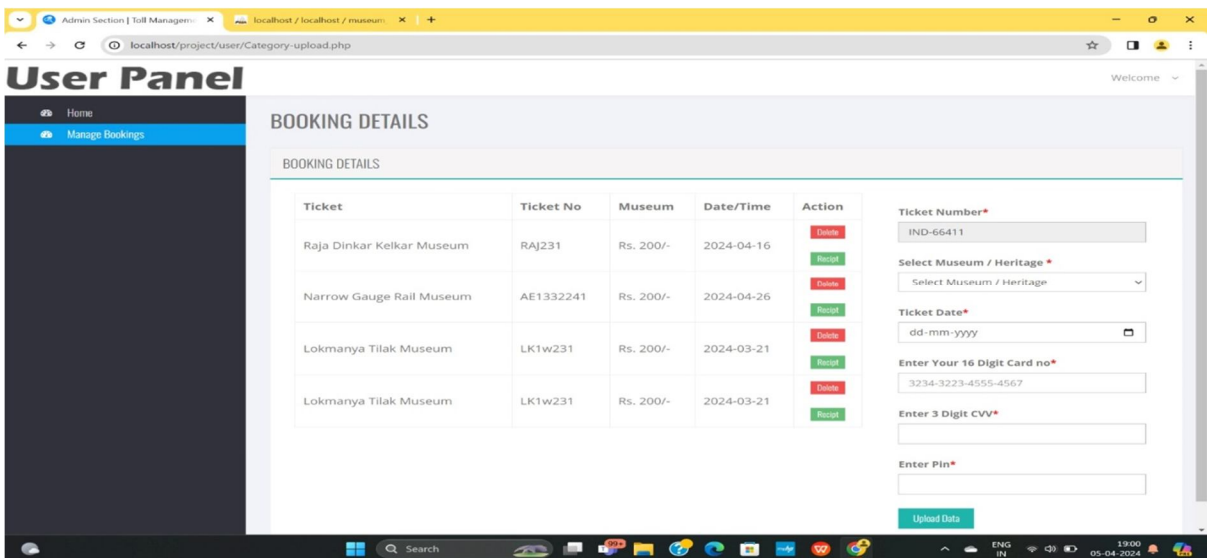 Admin Section | Toll Managem
localhost / localhost / museum
localhost/project/user/Category-upload.php
User Panel
Welcome
Home
Manage Bookings
BOOKING DETAILS
BOOKING DETAILS
Ticket Ticket No Museum Date/Time Action
Raja Dinkar Kelkar Museum RAJ231 Rs. 200/- 2024-04-16 Delete
Recipt
Narrow Gauge Rail Museum AE1332241 Rs. 200/- 2024-04-26 Delete
Recipt
Lokmanya Tilak Museum LK1w231 Rs. 200/- 2024-03-21 Delete
Recipt
Lokmanya Tilak Museum LK1w231 Rs. 200/- 2024-03-21 Delete
Recipt
Ticket Number*
IND-66411
Select Museum / Heritage *
Select Museum / Heritage
Ticket Date*
dd-mm-yyyy
Enter Your 16 Digit Card no*
3234-3223-4555-4567
Enter 3 Digit CVV*
Enter Pin*
Upload Data
Search
99+
ENG
IN
19:00
05-04-2024